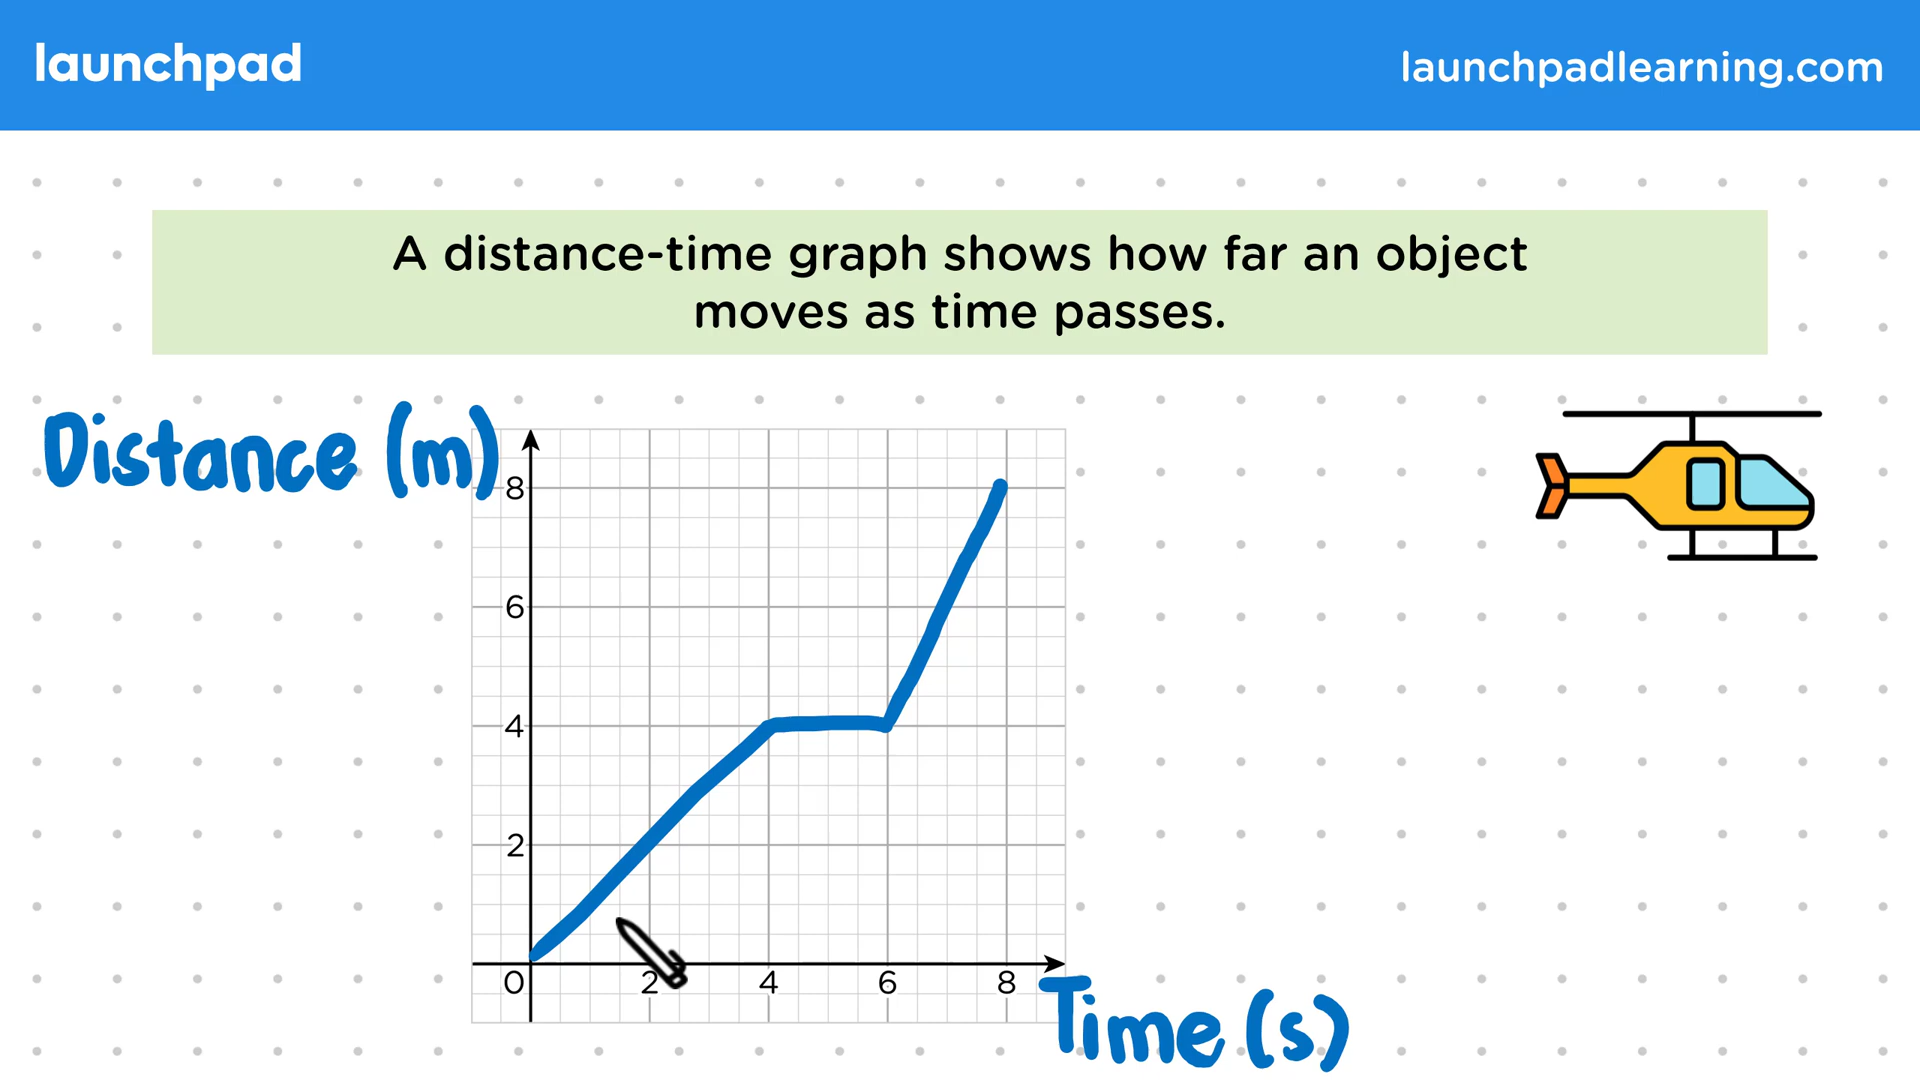 launchpad
launchpadlearning.com
A distance-time graph shows how far an object
moves as time passes.
Distance (m)
8
6
4
2
0 2 4 6 8
Time (s)